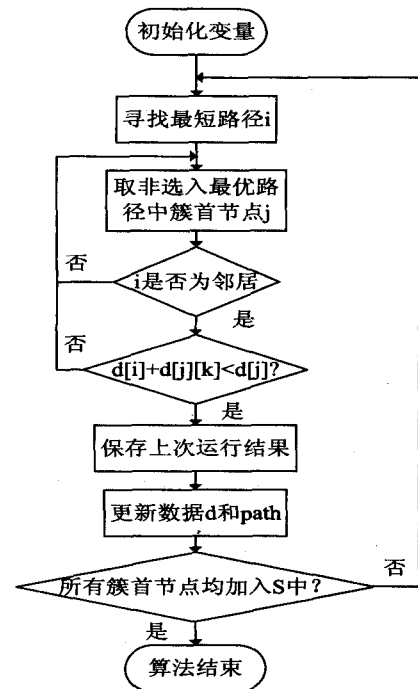 初始化变量
寻找最短路径i
取非选入最优路
径中簇首节点j
否
i是否为邻居
是
否
d[i]+d[j][k]<d[j]?
是
保存上次运行结果
更新数据d和path
所有簇首节点均加入S中?
否
是
算法结束